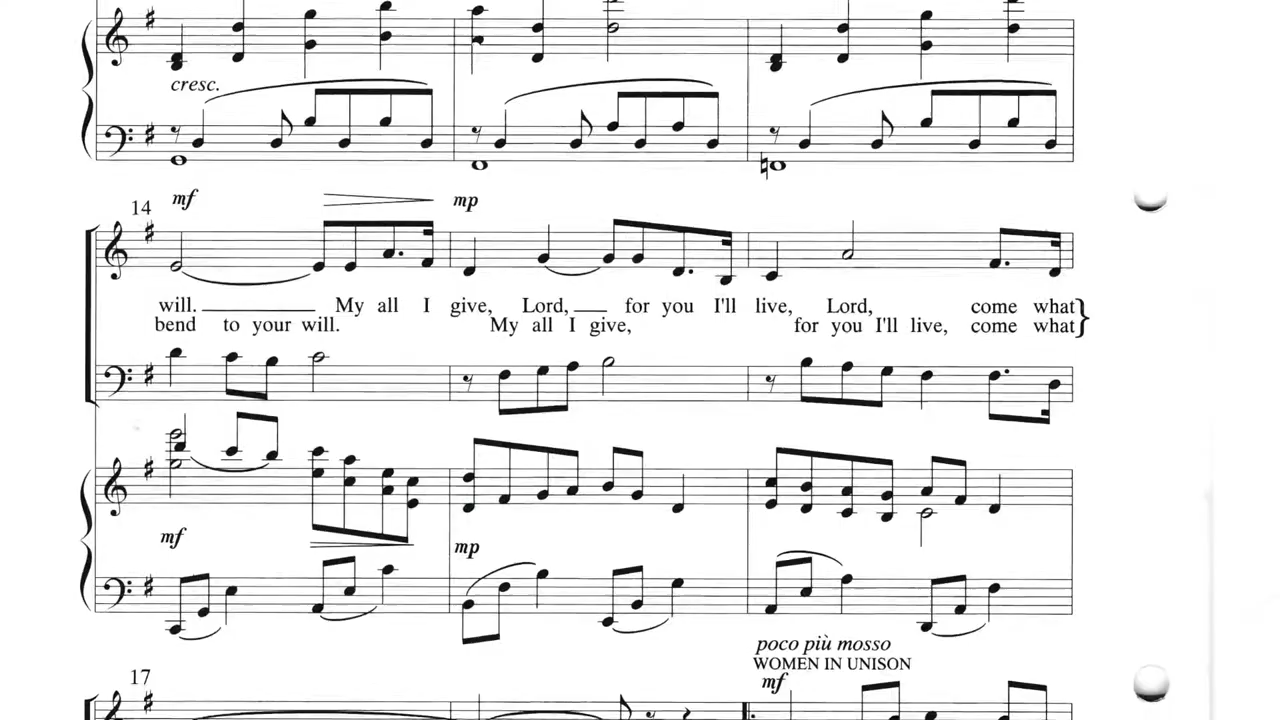 cresc.
mf mp
14
will. My all I give, Lord, for you I'll live, Lord, come what
bend to your will. My all I give, for you I'll live, come what
mf mp
poco più mosso
17 WOMEN IN UNISON
mf